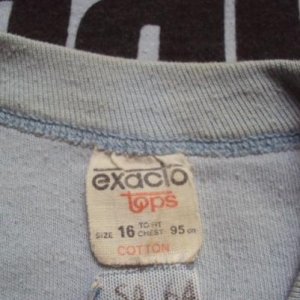 exacto
tops
SIZE 16 TO FIT CHEST 95 cm
COTTON